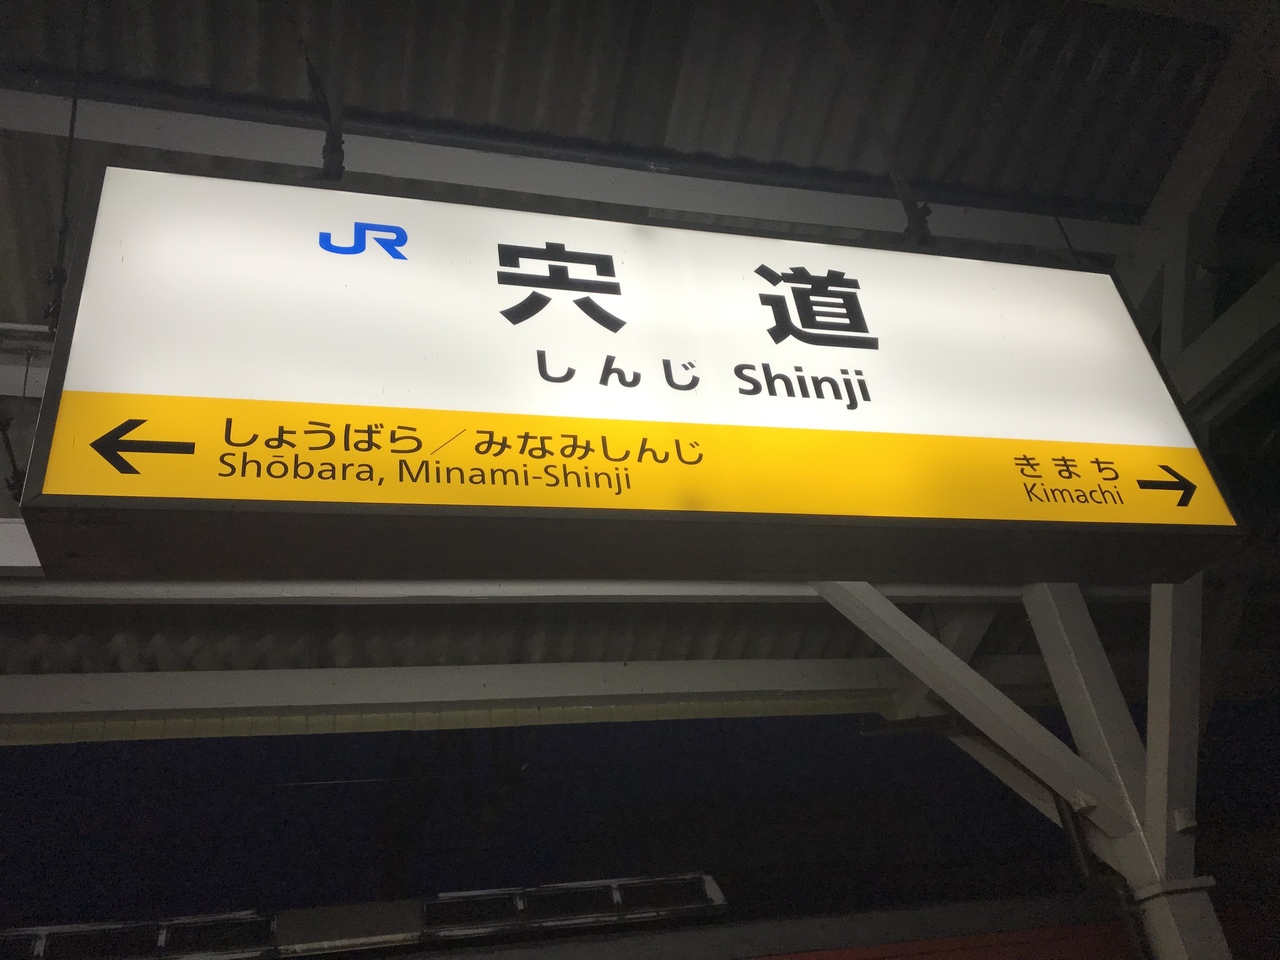 JR
宍道
しんじ Shinji
← しょうばら／みなみしんじ
Shōbara, Minami-Shinji
きまち →
Kimachi